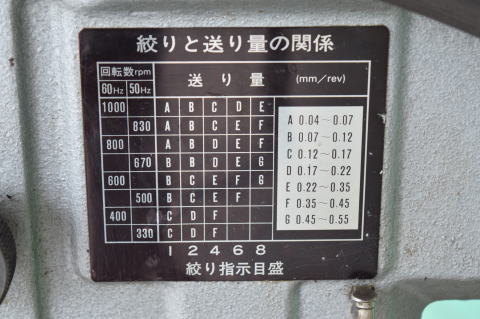 絞りと送り量の関係
回転数rpm 送り量 (mm/rev)
60Hz 50Hz
1000 A B C D E
830 A B C E F
800 A B C E F
670 B B D E G
600 B B D E G
500 B C E F
400 C D F
330 C D F
A 0.04～0.07
B 0.07～0.12
C 0.12～0.17
D 0.17～0.22
E 0.22～0.35
F 0.35～0.45
G 0.45～0.55
1 2 4 6 8
絞り指示目盛